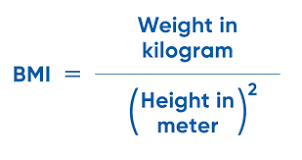 Weight in
kilogram
BMI =
(Height in
meter)2